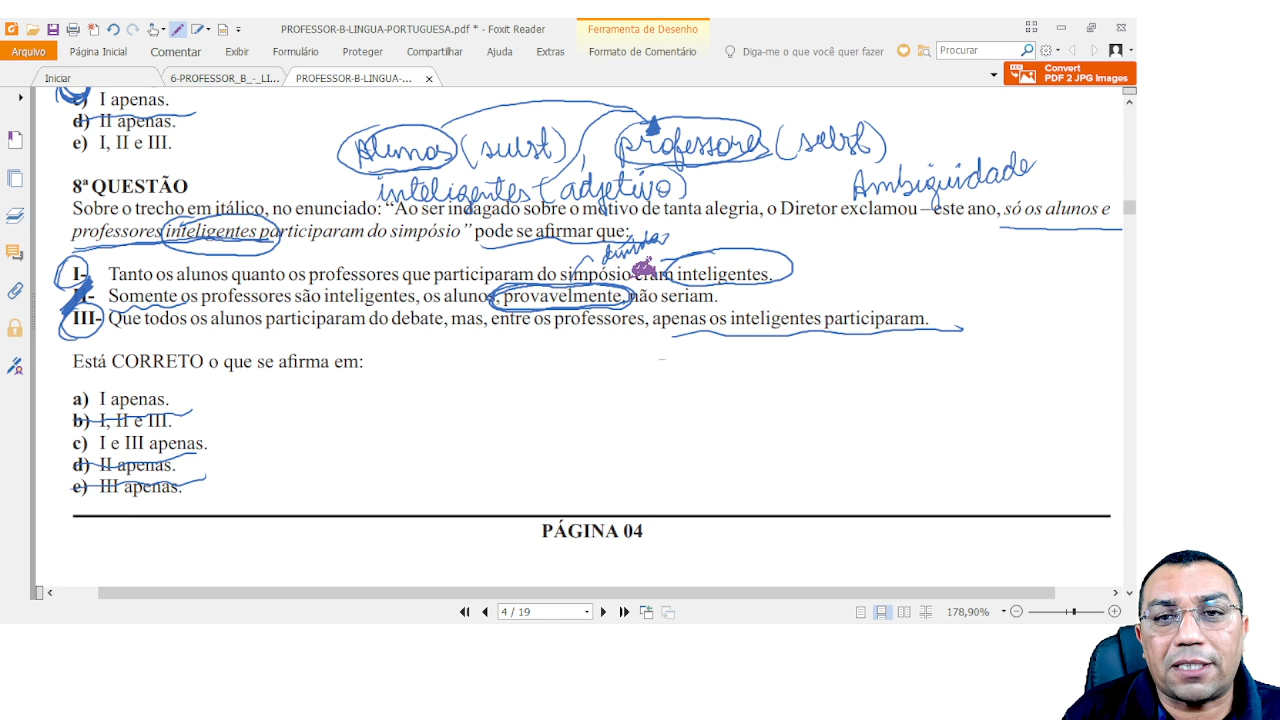 PROFESSOR-B-LINGUA-PORTUGUESA.pdf * - Foxit Reader
Ferramenta de Desenho
Arquivo Página Inicial Comentar Exibir Formulário Proteger Compartilhar Ajuda Extras Formato de Comentário Diga-me o que você quer fazer Procurar
Iniciar 6-PROFESSOR_B_-_LI... PROFESSOR-B-LINGUA-...
Convert
PDF 2 JPG Images
c) I apenas.
d) II apenas.
e) I, II e III.
Alunos (subst), professores (subst)
inteligentes (adjetivo)
Ambiguidade
8ª QUESTÃO
Sobre o trecho em itálico, no enunciado: “Ao ser indagado sobre o motivo de tanta alegria, o Diretor exclamou – este ano, só os alunos e
professores inteligentes participaram do simpósio” pode se afirmar que:
I- Tanto os alunos quanto os professores que participaram do simpósio eram inteligentes.
II- Somente os professores são inteligentes, os alunos, provavelmente, não seriam.
III- Que todos os alunos participaram do debate, mas, entre os professores, apenas os inteligentes participaram.
Está CORRETO o que se afirma em:
a) I apenas.
b) I, II e III.
c) I e III apenas.
d) II apenas.
e) III apenas.
PÁGINA 04
4 / 19
178,90%